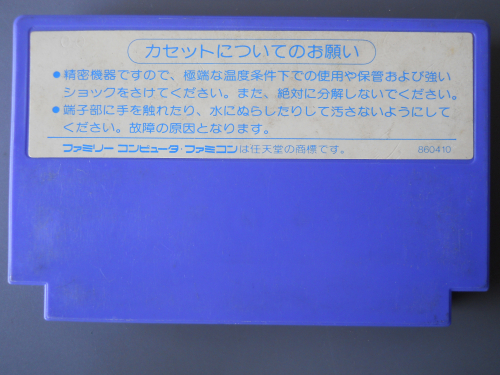 カセットについてのお願い
●精密機器ですので、極端な温度条件下での使用や保管および強い
ショックをさけてください。また、絶対に分解しないでください。
●端子部に手を触れたり、水にぬらしたりして汚さないようにして
ください。故障の原因となります。
ファミリーコンピュータ・ファミコンは任天堂の商標です。 860410